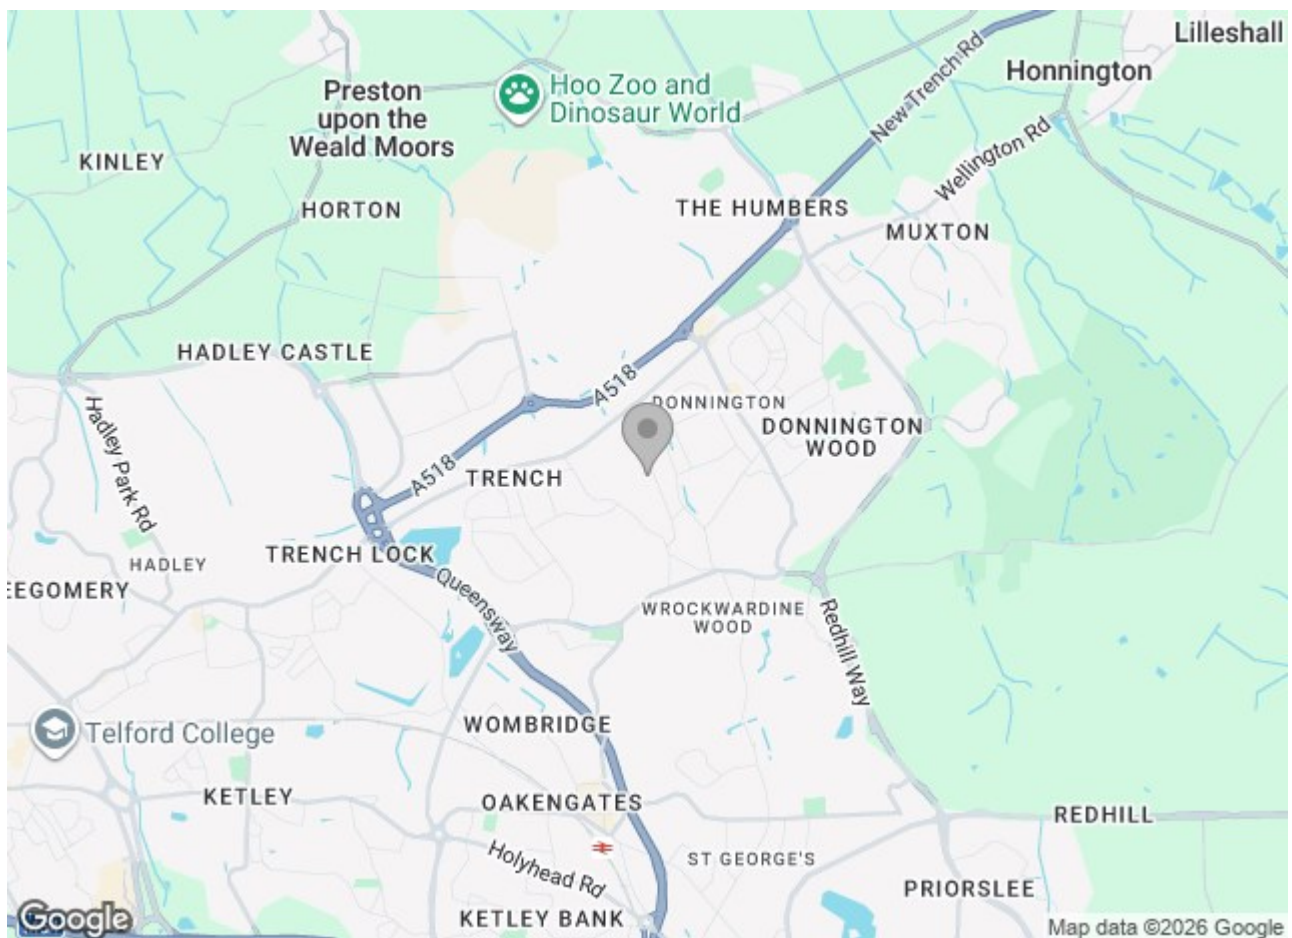 Lilleshall
Honnington
New Trench Rd
Hoo Zoo and
Dinosaur World
Preston
upon the
Weald Moors
KINLEY
Wellington Rd
HORTON
THE HUMBERS
MUXTON
HADLEY CASTLE
A518
DONNINGTON
DONNINGTON
WOOD
Hadley Park Rd
A518
TRENCH
TRENCH LOCK
HADLEY
EEGOMERY
Queensway
WROCKWARDINE
WOOD
Redhill Way
WOMBRIDGE
Telford College
KETLEY
OAKENGATES
REDHILL
Holyhead Rd
ST GEORGE'S
PRIORSLEE
KETLEY BANK
Google
Map data ©2026 Google